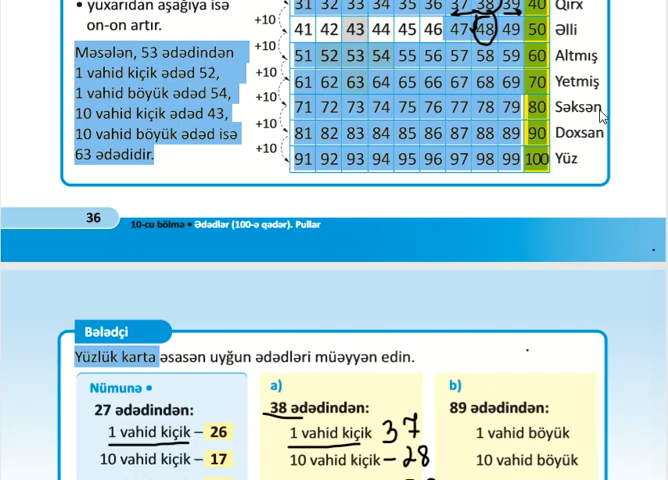 • yuxarıdan aşağıya isə
on-on artır.
Məsələn, 53 ədədindən
1 vahid kiçik ədəd 52,
1 vahid böyük ədəd 54,
10 vahid kiçik ədəd 43,
10 vahid böyük ədəd isə
63 ədədidir.
31 32 33 34 35 36 37 38 39 40 Qırx
+10 41 42 43 44 45 46 47 48 49 50 Əlli
+10 51 52 53 54 55 56 57 58 59 60 Altmış
+10 61 62 63 64 65 66 67 68 69 70 Yetmiş
+10 71 72 73 74 75 76 77 78 79 80 Səksən
+10 81 82 83 84 85 86 87 88 89 90 Doxsan
+10 91 92 93 94 95 96 97 98 99 100 Yüz
36 10-cu bölmə • Ədədlər (100-ə qədər). Pullar
Bələdçi
Yüzlük karta əsasən uyğun ədədləri müəyyən edin.
Nümunə •
27 ədədindən:
1 vahid kiçik – 26
10 vahid kiçik – 17
a)
38 ədədindən:
1 vahid kiçik 37
10 vahid kiçik – 28
b)
89 ədədindən:
1 vahid böyük
10 vahid böyük